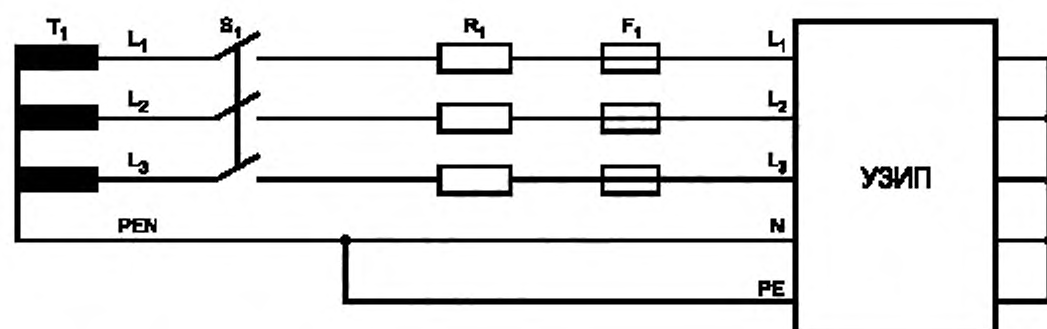 T₁ L₁ S₁ R₁ F₁ L₁
L₂ L₂
L₃ L₃
УЗИП
PEN N
PE